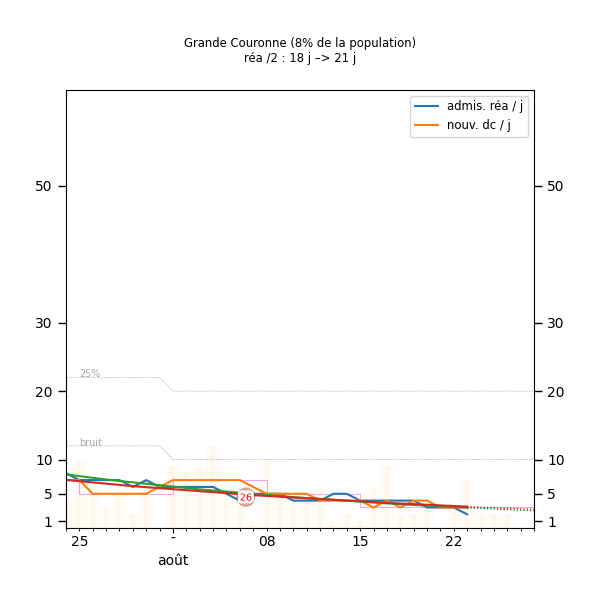 Grande Couronne (8% de la population)
réa /2 : 18 j –> 21 j
admis. réa / j
nouv. dc / j
50 50
30 30
25%
20 20
bruit
10 10
5 26 5
1 1
25 - 08 15 22
août